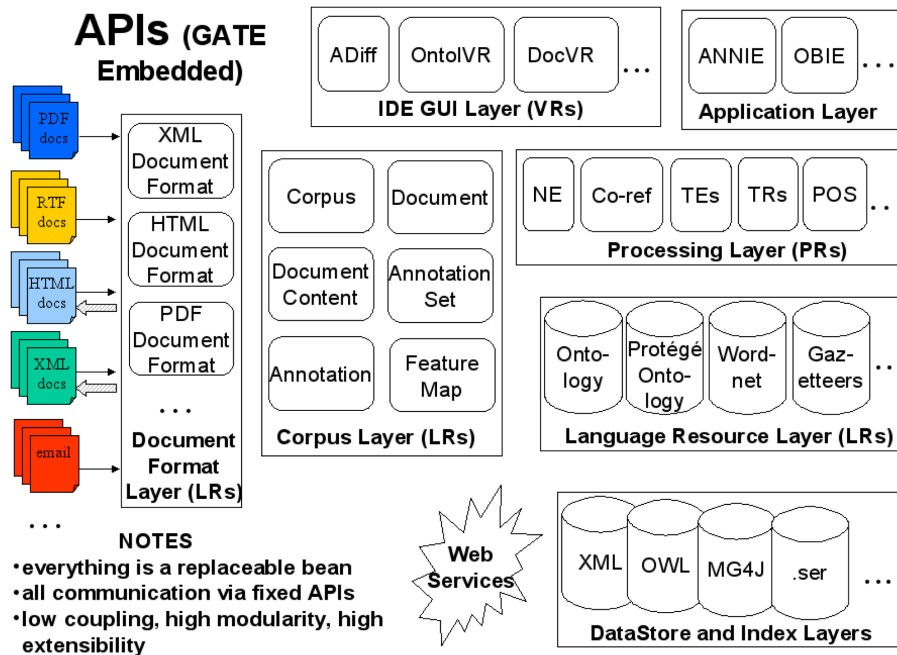 APIs (GATE
Embedded)
ADiff
OntolVR
DocVR
...
IDE GUI Layer (VRs)
ANNIE
OBIE
...
Application Layer
PDF
docs
RTF
docs
HTML
docs
XML
docs
email
...
XML
Document
Format
HTML
Document
Format
PDF
Document
Format
...
Document
Format
Layer (LRs)
Corpus
Document
Document
Content
Annotation
Set
Annotation
Feature
Map
Corpus Layer (LRs)
NE
Co-ref
TEs
TRs
POS
...
Processing Layer (PRs)
Onto-
logy
Protégé
Onto-
logy
Word-
net
Gaz-
etteers
...
Language Resource Layer (LRs)
NOTES
•everything is a replaceable bean
•all communication via fixed APIs
•low coupling, high modularity, high
extensibility
Web
Services
XML
OWL
MG4J
.ser
...
DataStore and Index Layers